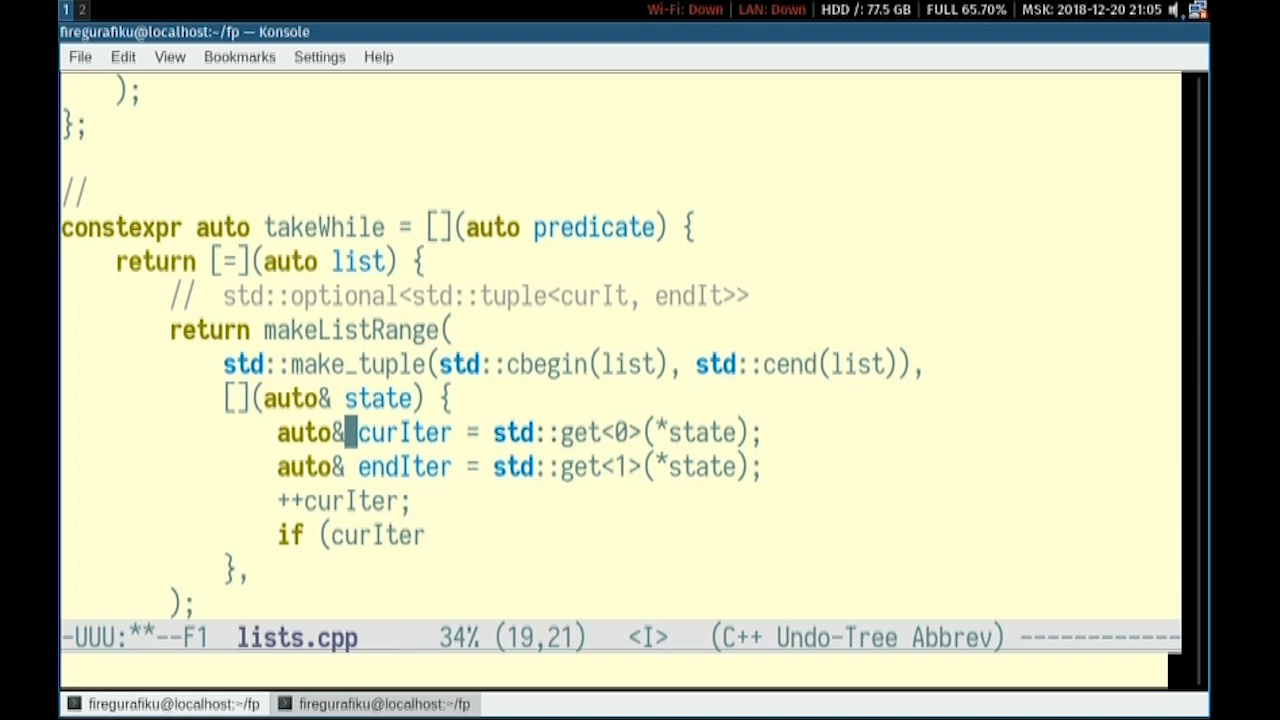 1 2 Wi-Fi: Down | LAN: Down | HDD /: 77.5 GB | FULL 65.70% | MSK: 2018-12-20 21:05
firegurafiku@localhost:~/fp — Konsole
File Edit View Bookmarks Settings Help
    );
};
//
constexpr auto takeWhile = [](auto predicate) {
    return [=](auto list) {
        //  std::optional<std::tuple<curIt, endIt>>
        return makeListRange(
            std::make_tuple(std::cbegin(list), std::cend(list)),
            [](auto& state) {
                auto& curIter = std::get<0>(*state);
                auto& endIter = std::get<1>(*state);
                ++curIter;
                if (curIter
            },
        );
-UUU:**--F1  lists.cpp      34% (19,21)   <I>   (C++ Undo-Tree Abbrev) ------------
firegurafiku@localhost:~/fp firegurafiku@localhost:~/fp